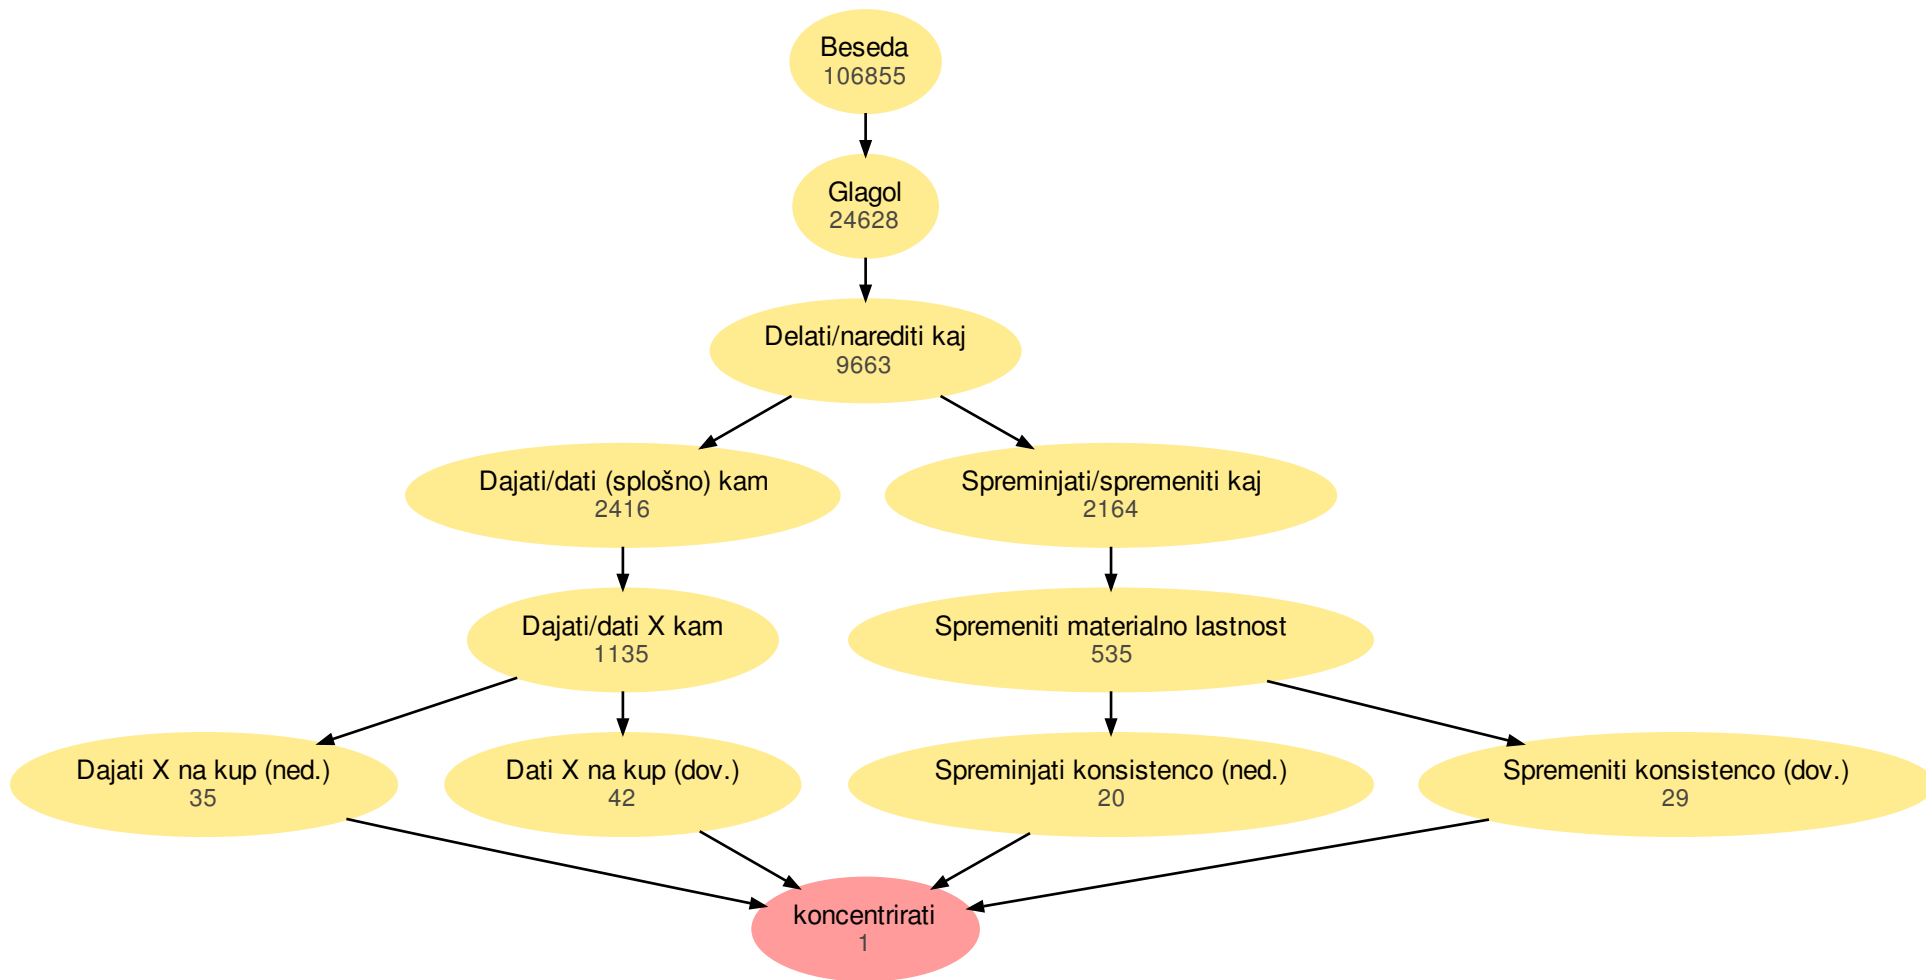 Beseda
106855
Glagol
24628
Delati/narediti kaj
9663
Dajati/dati (splošno) kam
2416
Spreminjati/spremeniti kaj
2164
Dajati/dati X kam
1135
Spremeniti materialno lastnost
535
Dajati X na kup (ned.)
35
Dati X na kup (dov.)
42
Spreminjati konsistenco (ned.)
20
Spremeniti konsistenco (dov.)
29
koncentrirati
1